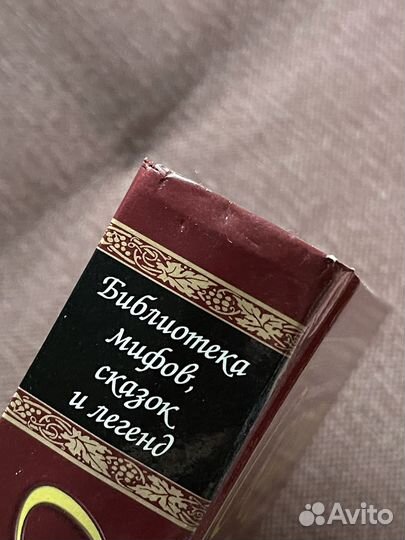 Библиотека
мифов,
сказок
и легенд
Avito